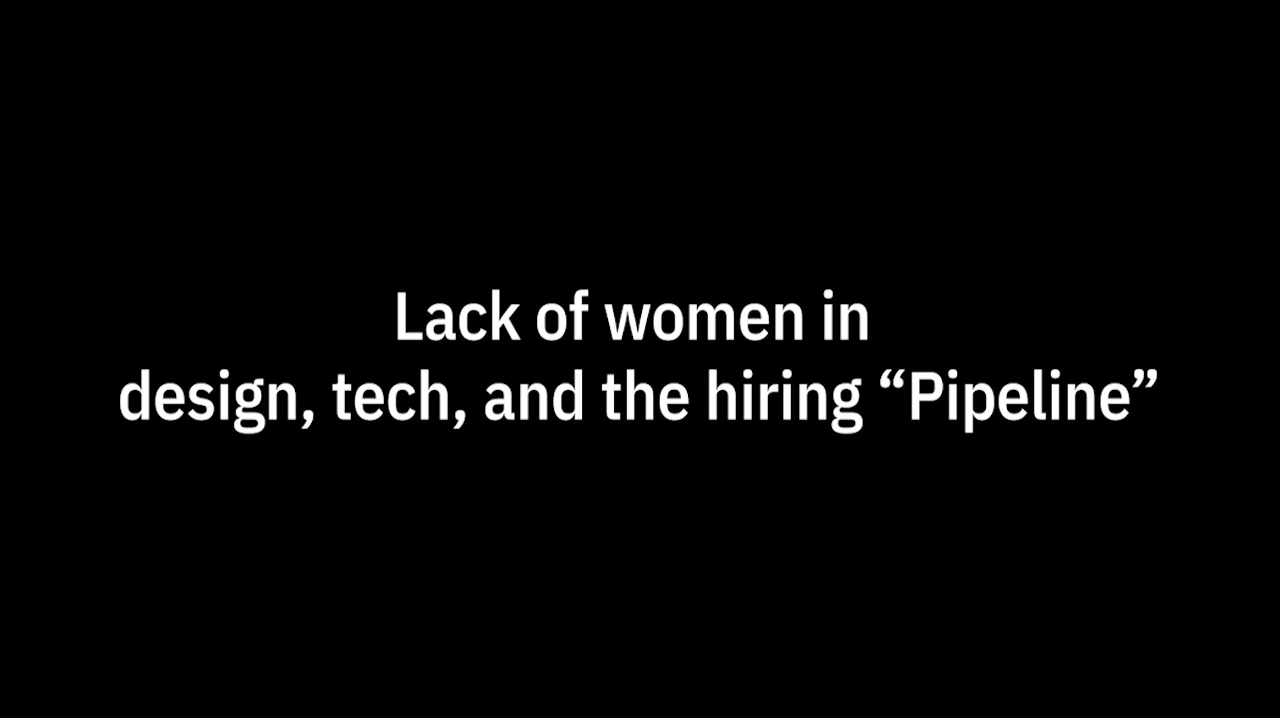 Lack of women in
design, tech, and the hiring “Pipeline”